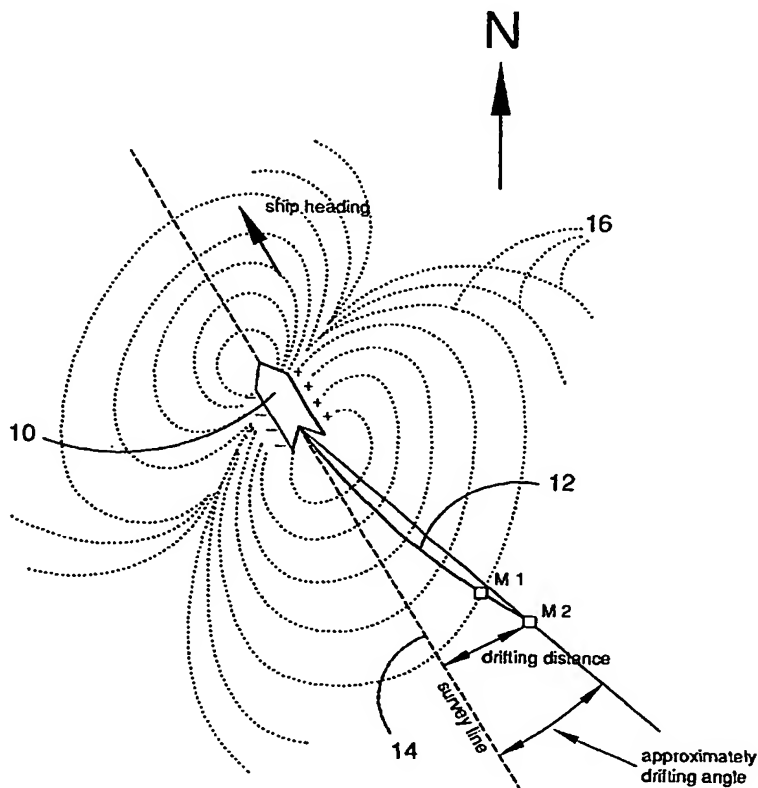 N
ship heading
16
+ + + +
10
– – –
12
M 1
M 2
drifting distance
survey line
14
approximately
drifting angle